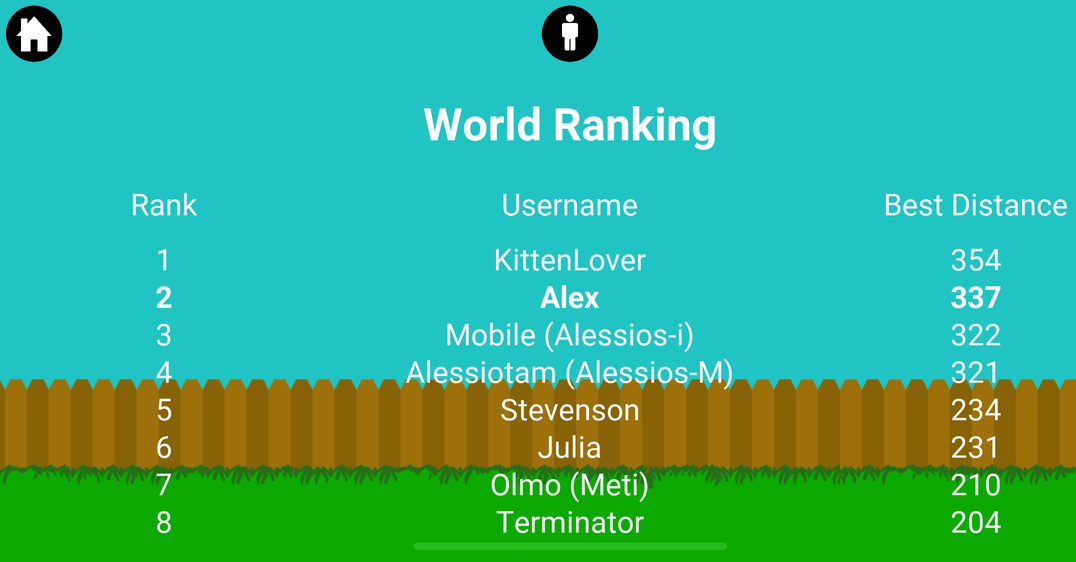 World Ranking
Rank Username Best Distance
1 KittenLover 354
2 Alex 337
3 Mobile (Alessios-i) 322
4 Alessiotam (Alessios-M) 321
5 Stevenson 234
6 Julia 231
7 Olmo (Meti) 210
8 Terminator 204